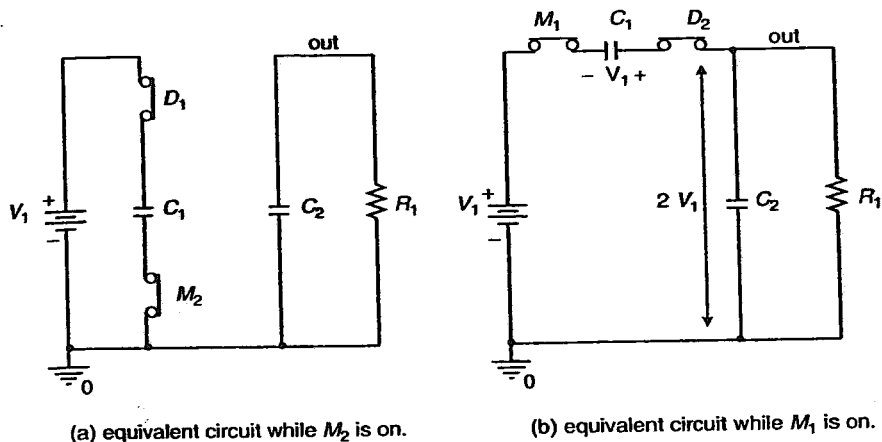 out
D1
V1
+
−
C1
C2
R1
M2
0
(a) equivalent circuit while M2 is on.
M1
C1
D2
out
− V1 +
V1
+
−
2 V1
C2
R1
0
(b) equivalent circuit while M1 is on.